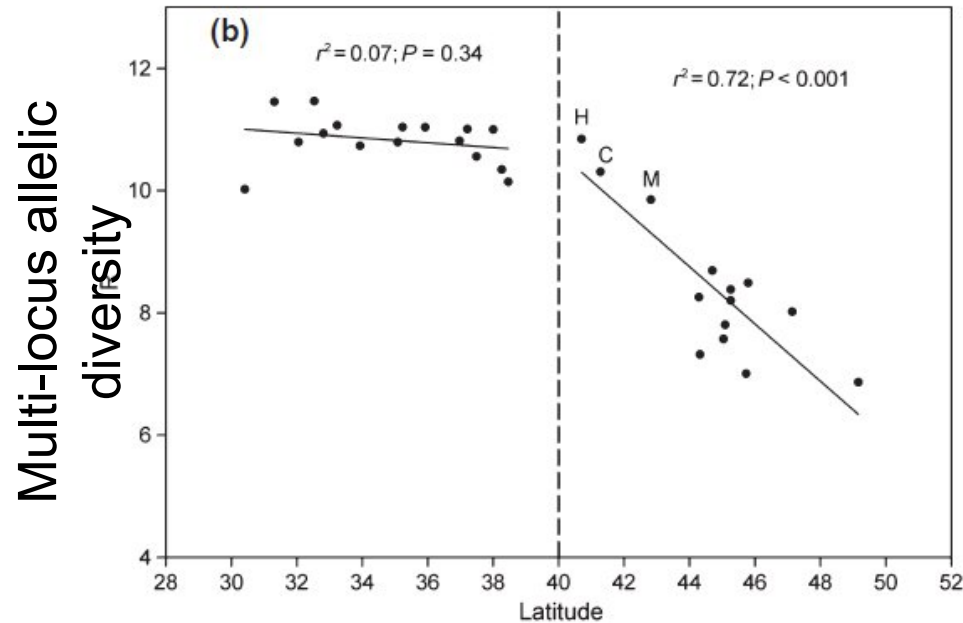 (b)
r² = 0.07; P = 0.34
r² = 0.72; P < 0.001
H
C
M
Multi-locus allelic
diversity
12
10
8
6
4
28 30 32 34 36 38 40 42 44 46 48 50 52
Latitude